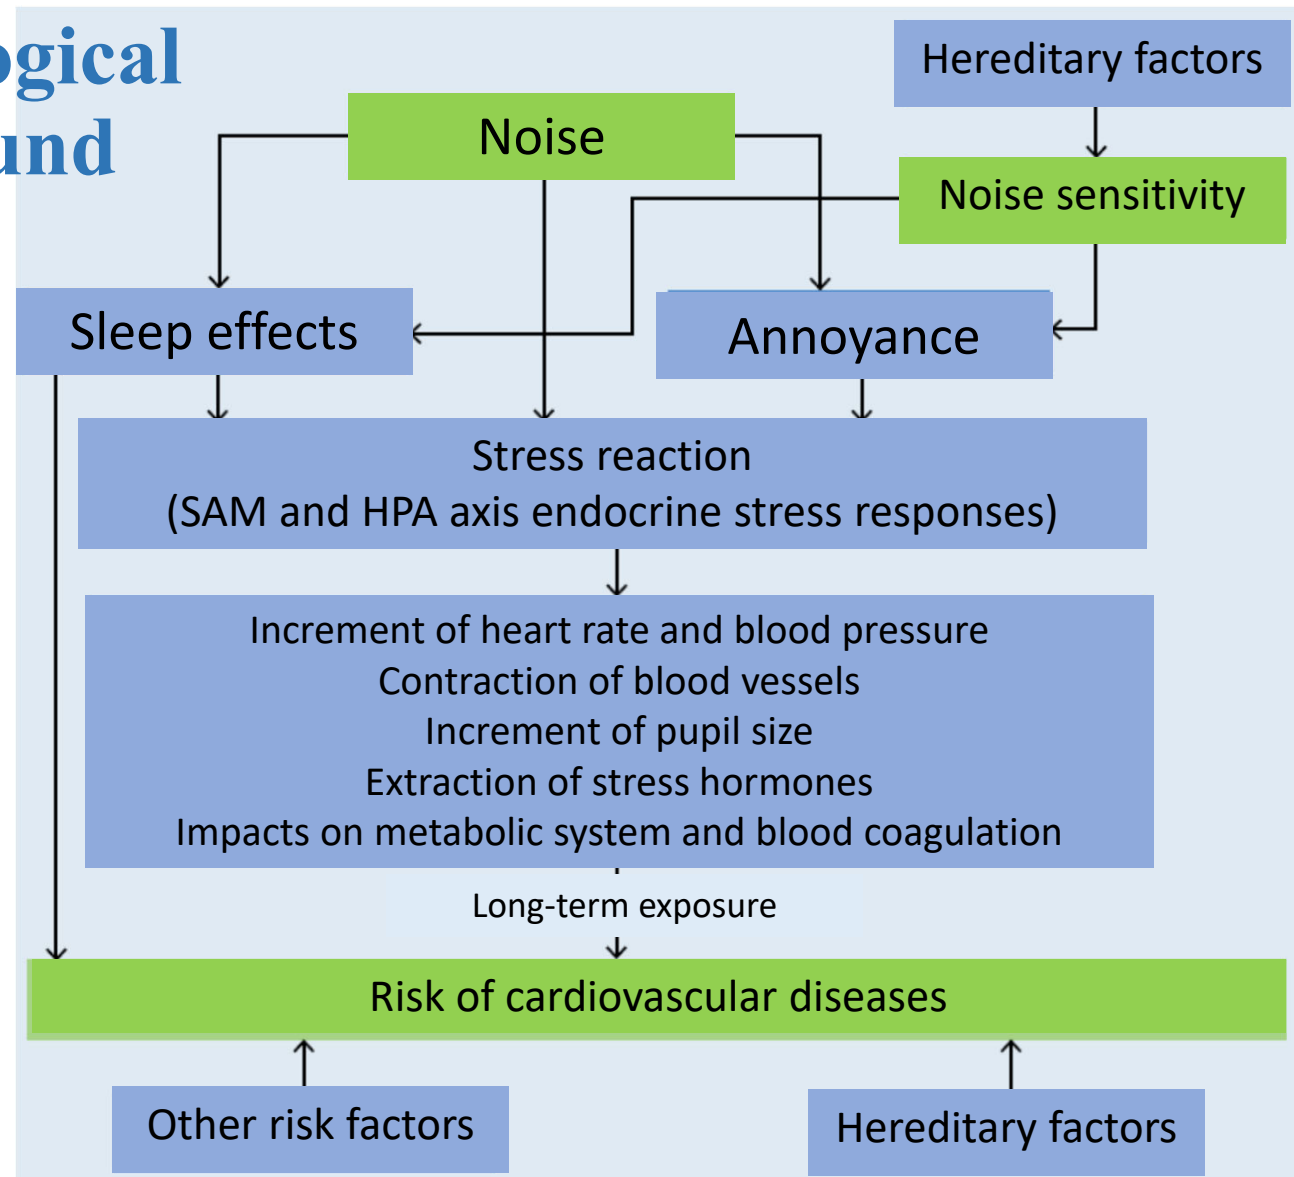 ogical
und
Hereditary factors
Noise
Noise sensitivity
Sleep effects
Annoyance
Stress reaction
(SAM and HPA axis endocrine stress responses)
Increment of heart rate and blood pressure
Contraction of blood vessels
Increment of pupil size
Extraction of stress hormones
Impacts on metabolic system and blood coagulation
Long-term exposure
Risk of cardiovascular diseases
Other risk factors
Hereditary factors